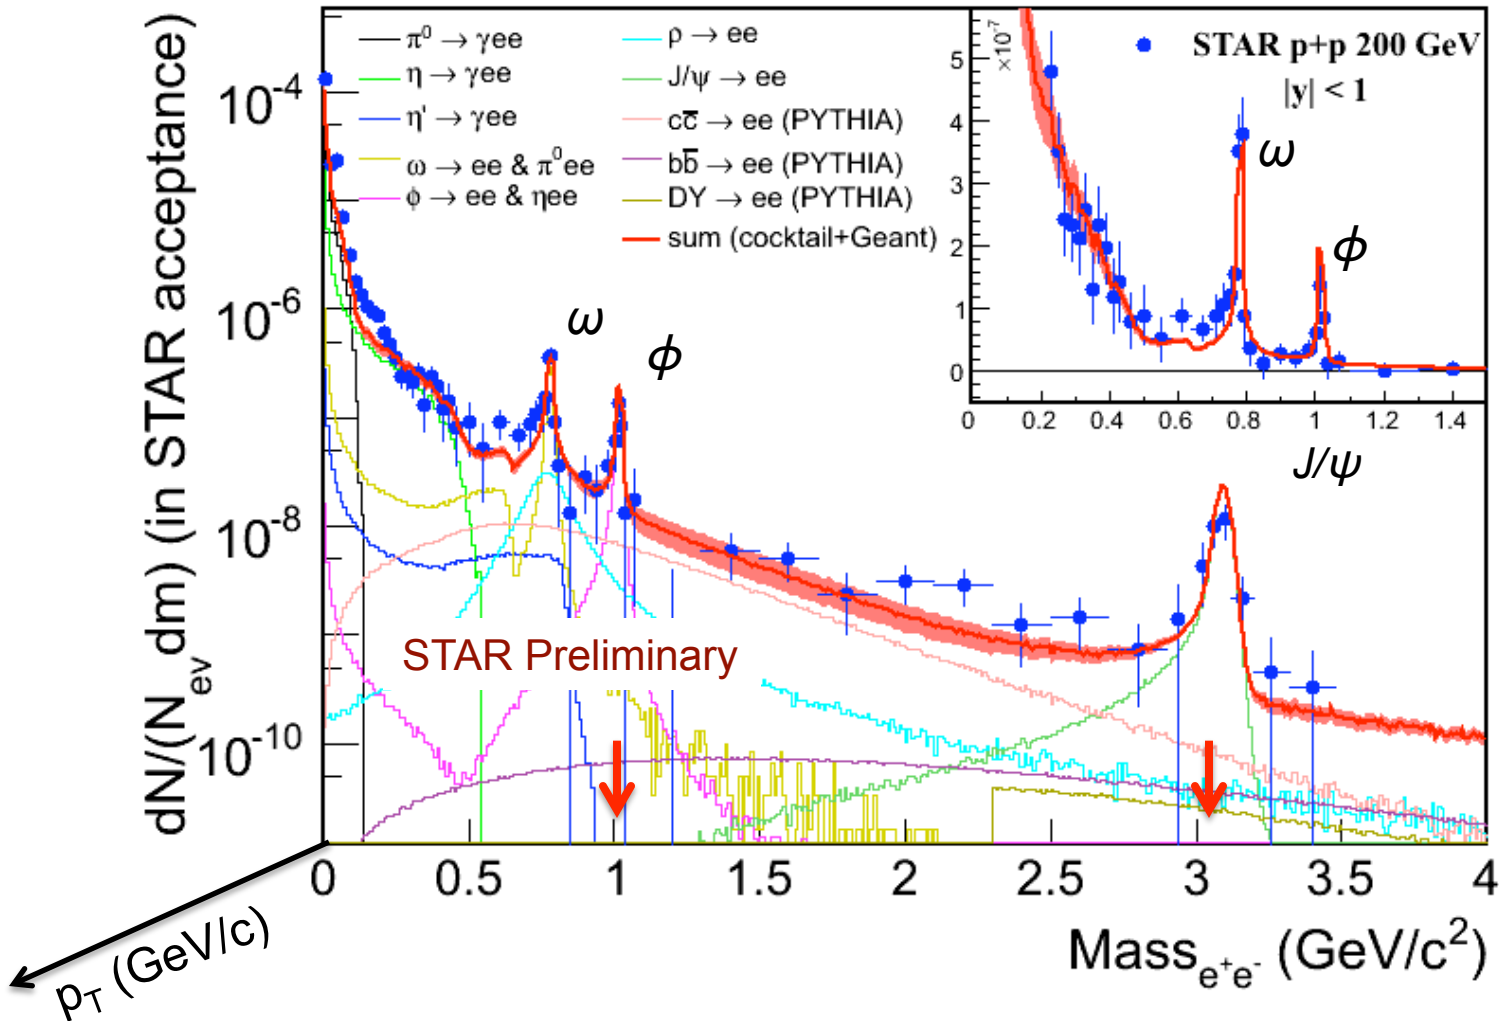 dN/(N_ev dm) (in STAR acceptance)
10^-4
10^-6
10^-8
10^-10
π^0 → γee
η → γee
η' → γee
ω → ee & π^0ee
ϕ → ee & ηee
ρ → ee
J/ψ → ee
cc̅ → ee (PYTHIA)
bb̅ → ee (PYTHIA)
DY → ee (PYTHIA)
sum (cocktail+Geant)
ω
ϕ
×10^-7
5
4
3
2
1
0
STAR p+p 200 GeV
|y| < 1
ω
ϕ
0 0.2 0.4 0.6 0.8 1 1.2 1.4
J/ψ
STAR Preliminary
0 0.5 1 1.5 2 2.5 3 3.5 4
Mass_e⁺e⁻ (GeV/c^2)
p_T (GeV/c)